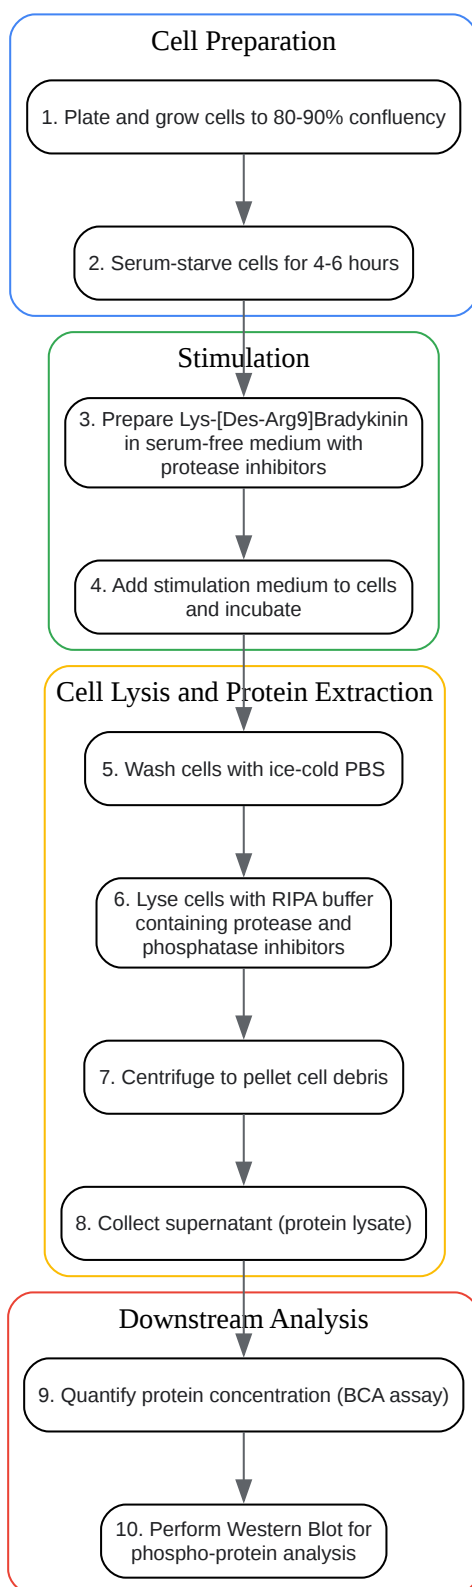 Cell Preparation
1. Plate and grow cells to 80-90% confluency
2. Serum-starve cells for 4-6 hours
Stimulation
3. Prepare Lys-[Des-Arg9]Bradykinin
in serum-free medium with
protease inhibitors
4. Add stimulation medium to cells
and incubate
Cell Lysis and Protein Extraction
5. Wash cells with ice-cold PBS
6. Lyse cells with RIPA buffer
containing protease and
phosphatase inhibitors
7. Centrifuge to pellet cell debris
8. Collect supernatant (protein lysate)
Downstream Analysis
9. Quantify protein concentration (BCA assay)
10. Perform Western Blot for
phospho-protein analysis